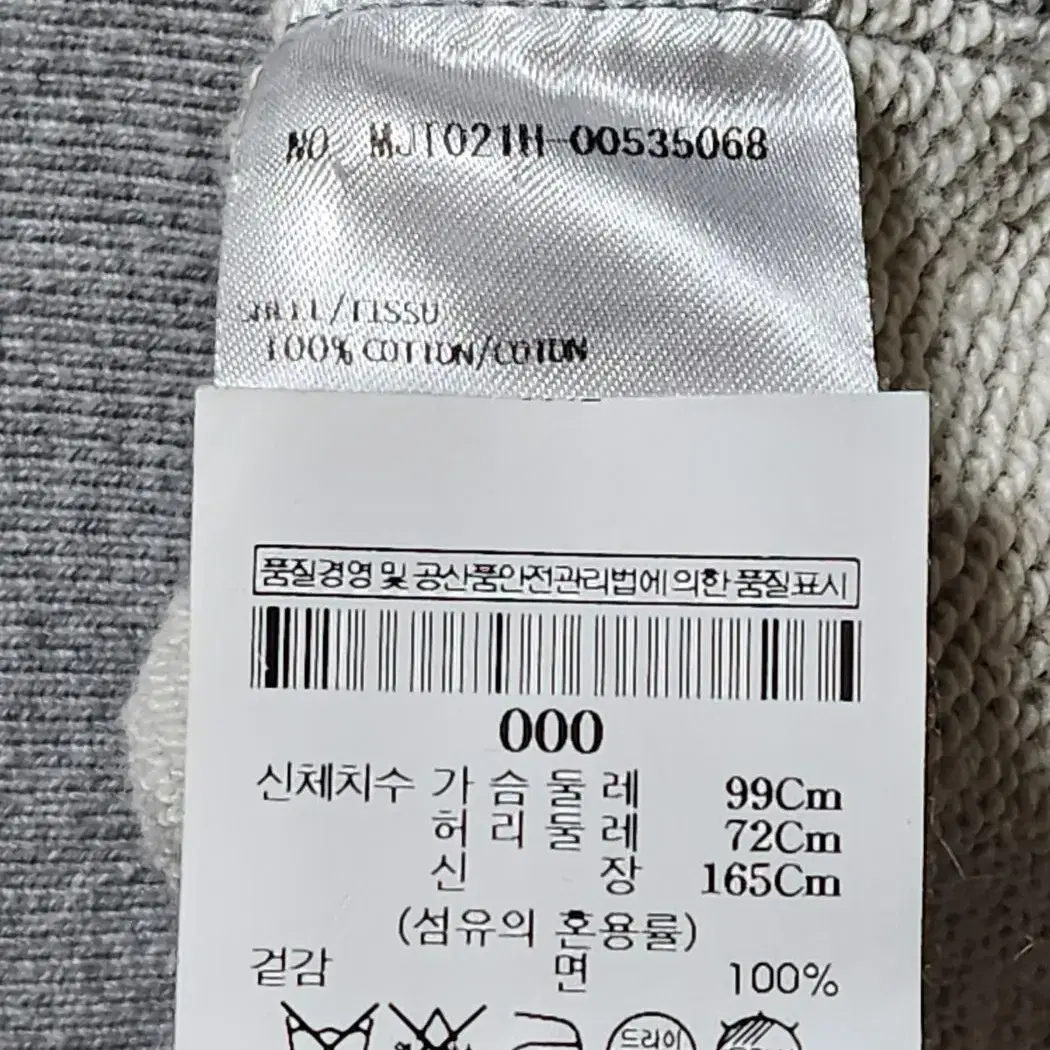 NO MJT021H-00535068
SHELL/TISSU
100% COTTON/COTON
품질경영 및 공산품안전관리법에 의한 품질표시
000
신체치수 가슴둘레 99Cm
허리둘레 72Cm
신장 165Cm
(섬유의 혼용률)
겉감 면 100%
드라이